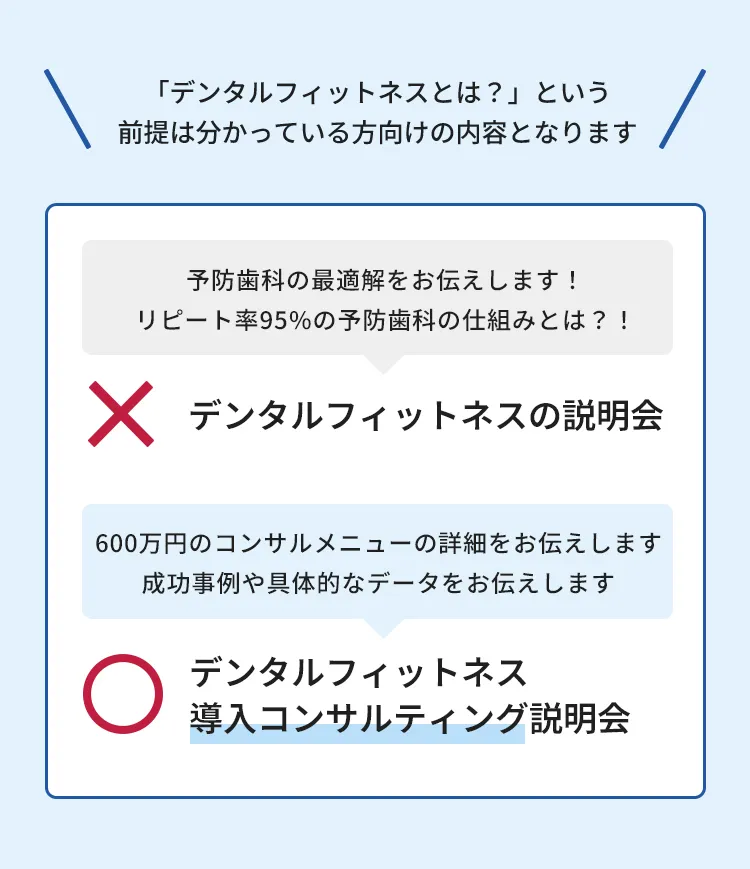 「デンタルフィットネスとは？」という
前提は分かっている方向けの内容となります
予防歯科の最適解をお伝えします！
リピート率95%の予防歯科の仕組みとは？！
デンタルフィットネスの説明会
600万円のコンサルメニューの詳細をお伝えします
成功事例や具体的なデータをお伝えします
デンタルフィットネス
導入コンサルティング説明会